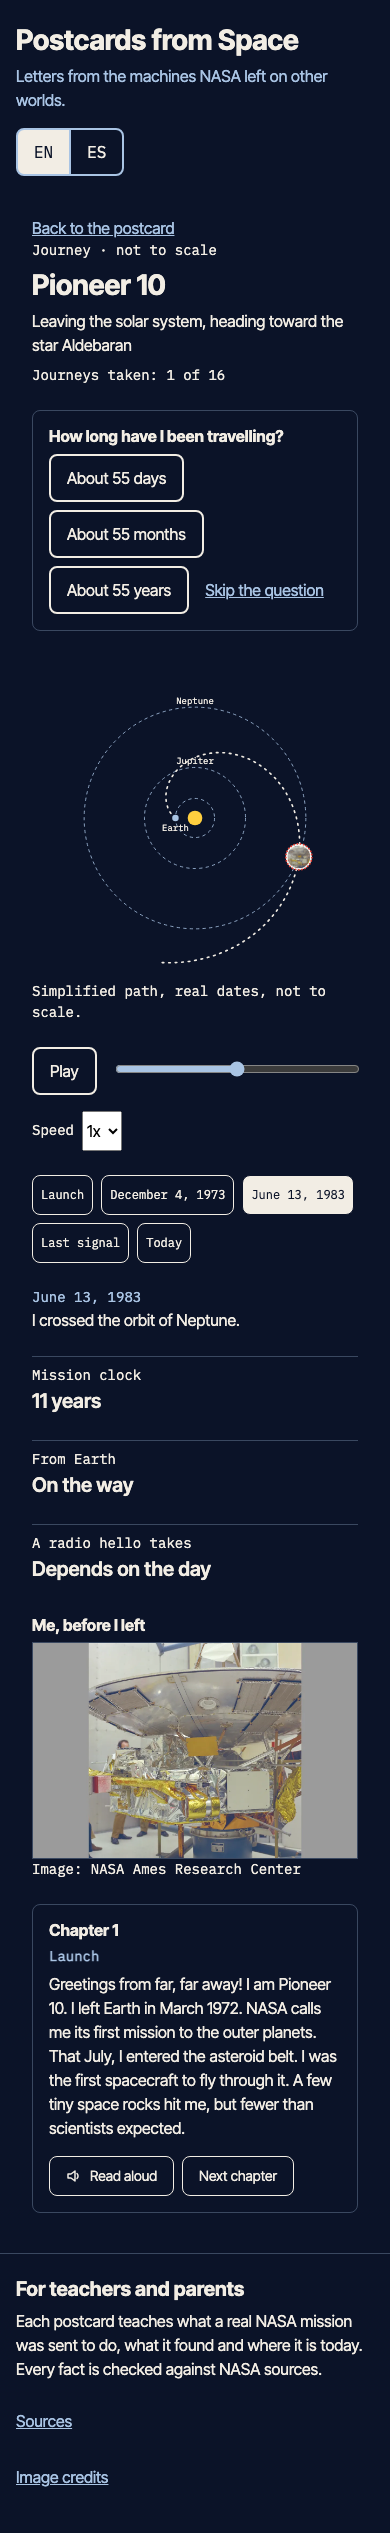 Postcards from Space
Letters from the machines NASA left on other
worlds.
EN ES
Back to the postcard
Journey · not to scale
Pioneer 10
Leaving the solar system, heading toward the
star Aldebaran
Journeys taken: 1 of 16
How long have I been travelling?
About 55 days
About 55 months
About 55 years Skip the question
Neptune
Jupiter
Earth
Simplified path, real dates, not to
scale.
Play
Speed 1x
Launch December 4, 1973 June 13, 1983
Last signal Today
June 13, 1983
I crossed the orbit of Neptune.
Mission clock
11 years
From Earth
On the way
A radio hello takes
Depends on the day
Me, before I left
Image: NASA Ames Research Center
Chapter 1
Launch
Greetings from far, far away! I am Pioneer
10. I left Earth in March 1972. NASA calls
me its first mission to the outer planets.
That July, I entered the asteroid belt. I was
the first spacecraft to fly through it. A few
tiny space rocks hit me, but fewer than
scientists expected.
Read aloud Next chapter
For teachers and parents
Each postcard teaches what a real NASA mission
was sent to do, what it found and where it is today.
Every fact is checked against NASA sources.
Sources
Image credits